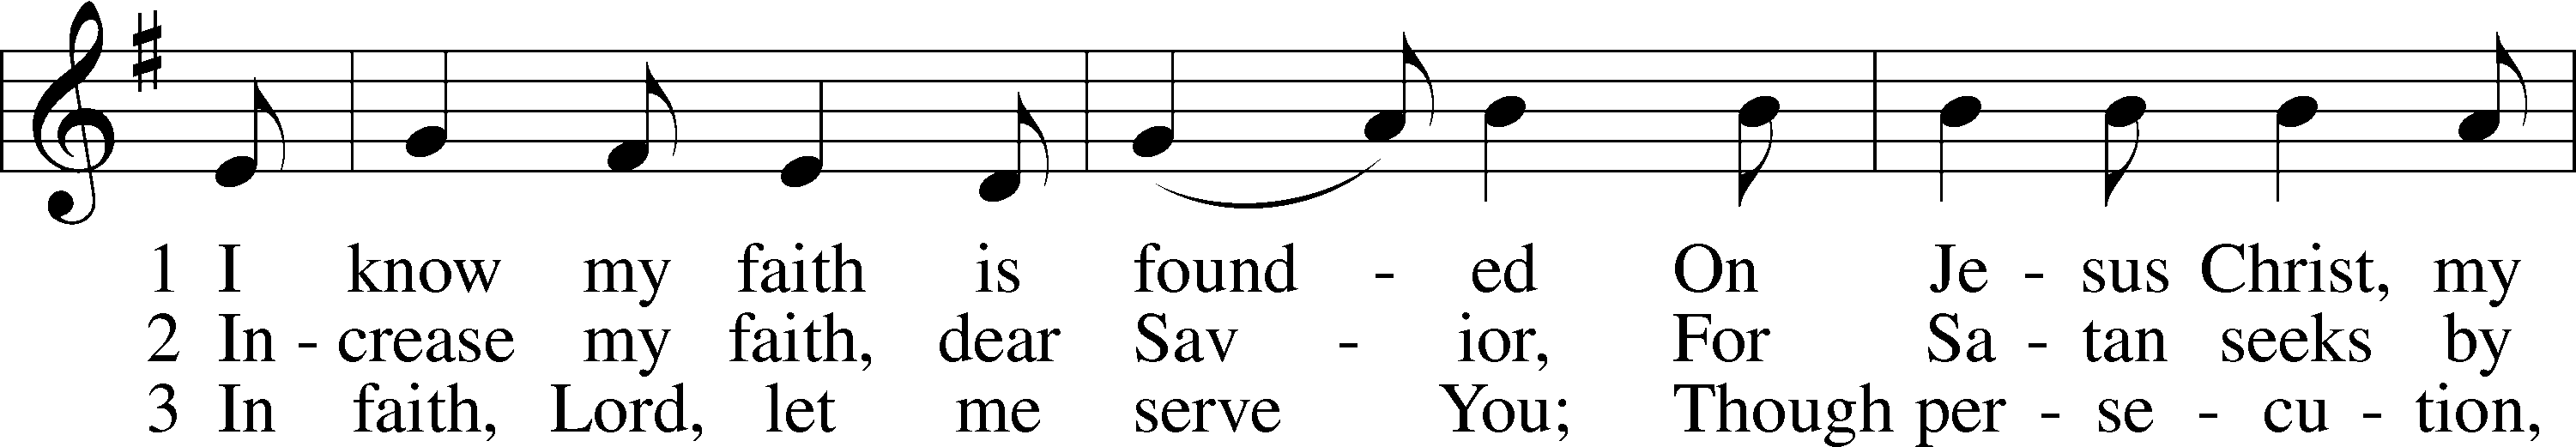 1 I know my faith is found - ed On Je - sus Christ, my
2 In - crease my faith, dear Sav - ior, For Sa - tan seeks by
3 In faith, Lord, let me serve You; Though per - se - cu - tion,